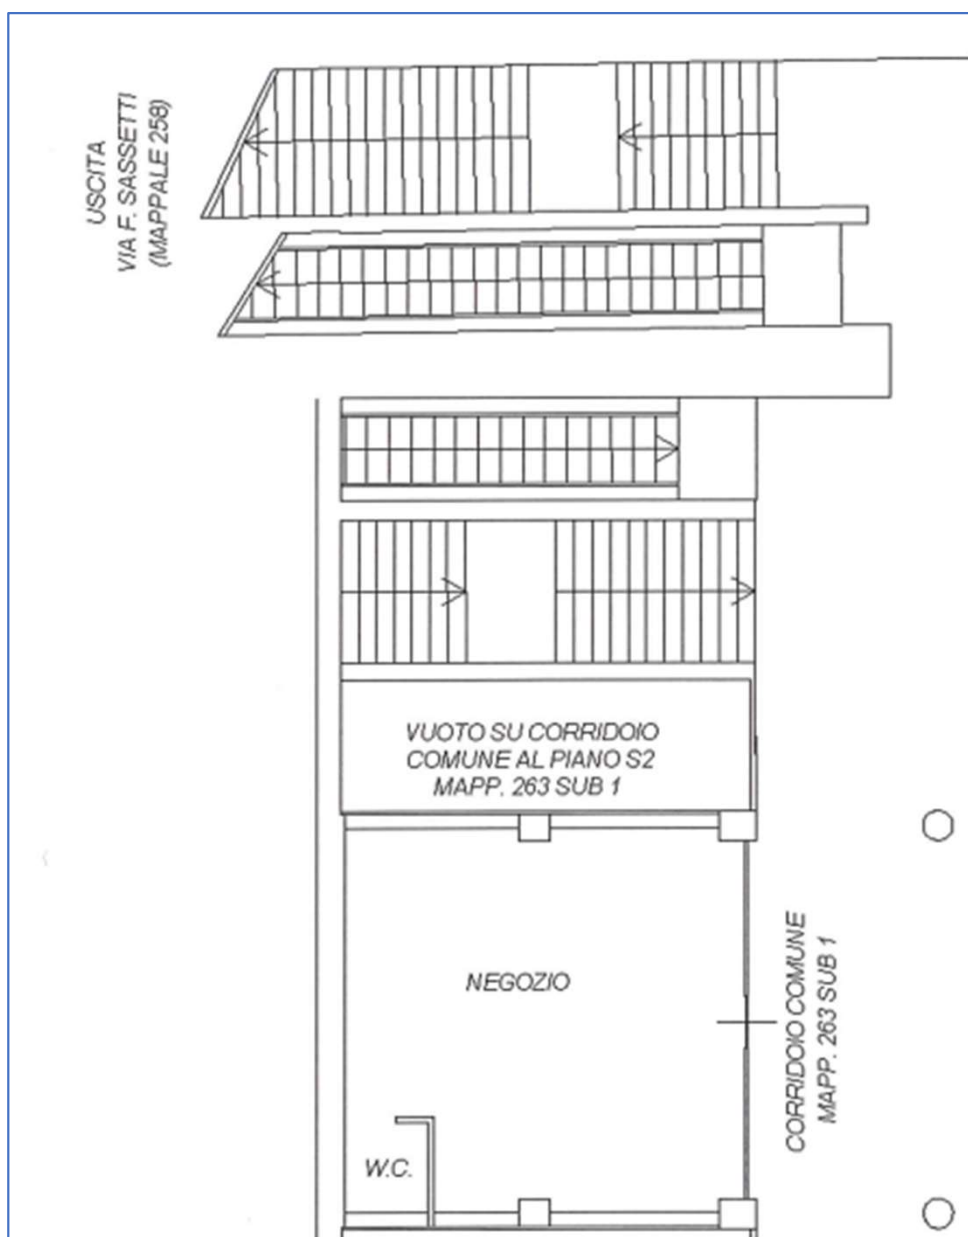 USCITA
VIA F. SASSETTI
(MAPPALE 258)
VUOTO SU CORRIDOIO
COMUNE AL PIANO S2
MAPP. 263 SUB 1
NEGOZIO
CORRIDOIO COMUNE
MAPP. 263 SUB 1
W.C.